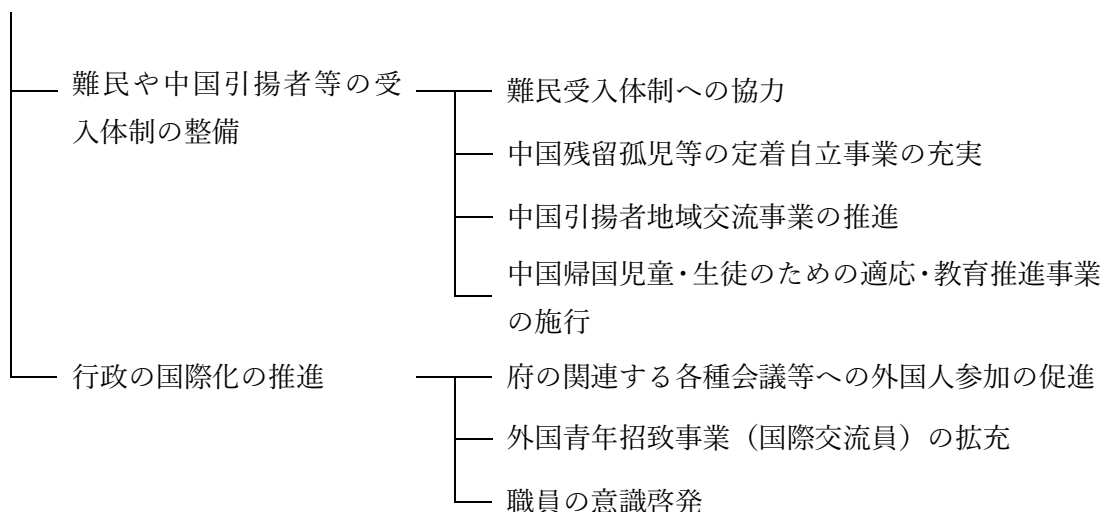 難民や中国引揚者等の受
入体制の整備
難民受入体制への協力
中国残留孤児等の定着自立事業の充実
中国引揚者地域交流事業の推進
中国帰国児童・生徒のための適応・教育推進事業
の施行
行政の国際化の推進
府の関連する各種会議等への外国人参加の促進
外国青年招致事業（国際交流員）の拡充
職員の意識啓発